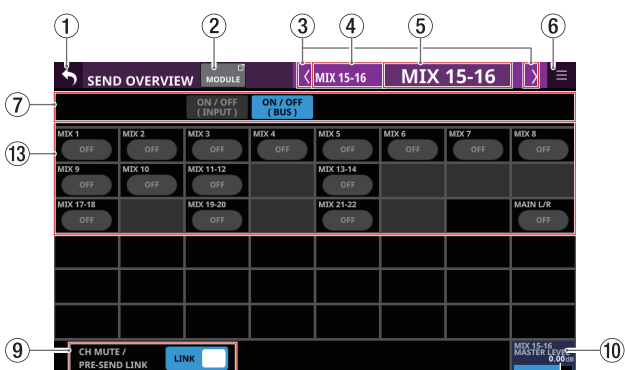 ① ② ③ ④ ⑤ ⑥
SEND OVERVIEW MODULE MIX 15-16 MIX 15-16
⑦
ON / OFF ON / OFF
( INPUT ) ( BUS )
⑬
MIX 1 MIX 2 MIX 3 MIX 4 MIX 5 MIX 6 MIX 7 MIX 8
OFF OFF OFF OFF OFF OFF OFF OFF
MIX 9 MIX 10 MIX 11-12 MIX 13-14
OFF OFF OFF OFF
MIX 17-18 MIX 19-20 MIX 21-22 MAIN L/R
OFF OFF OFF OFF
⑨ ⑩
CH MUTE /
PRE-SEND LINK
LINK
MIX 15-16
MASTER LEVEL
0.00dB